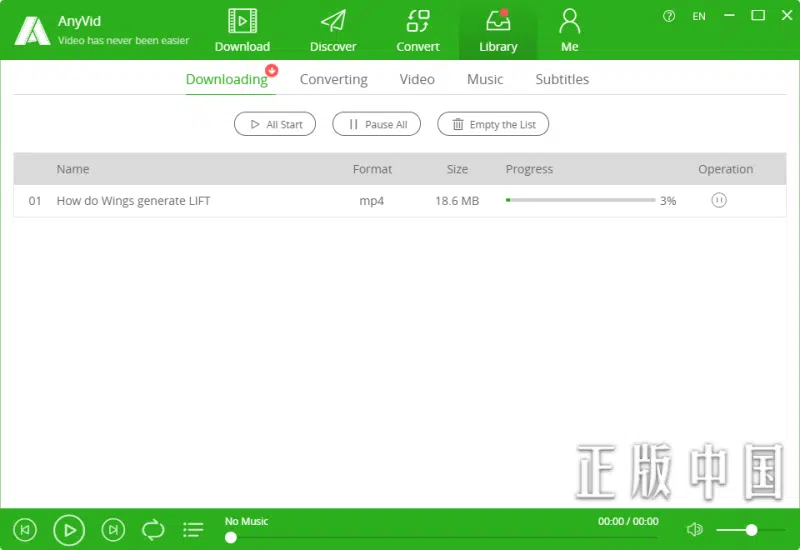 AnyVid
Video has never been easier
Download
Discover
Convert
Library
Me
EN
Downloading
Converting
Video
Music
Subtitles
All Start
Pause All
Empty the List
Name Format Size Progress Operation
01 How do Wings generate LIFT mp4 18.6 MB 3%
正版中国
No Music
00:00 / 00:00